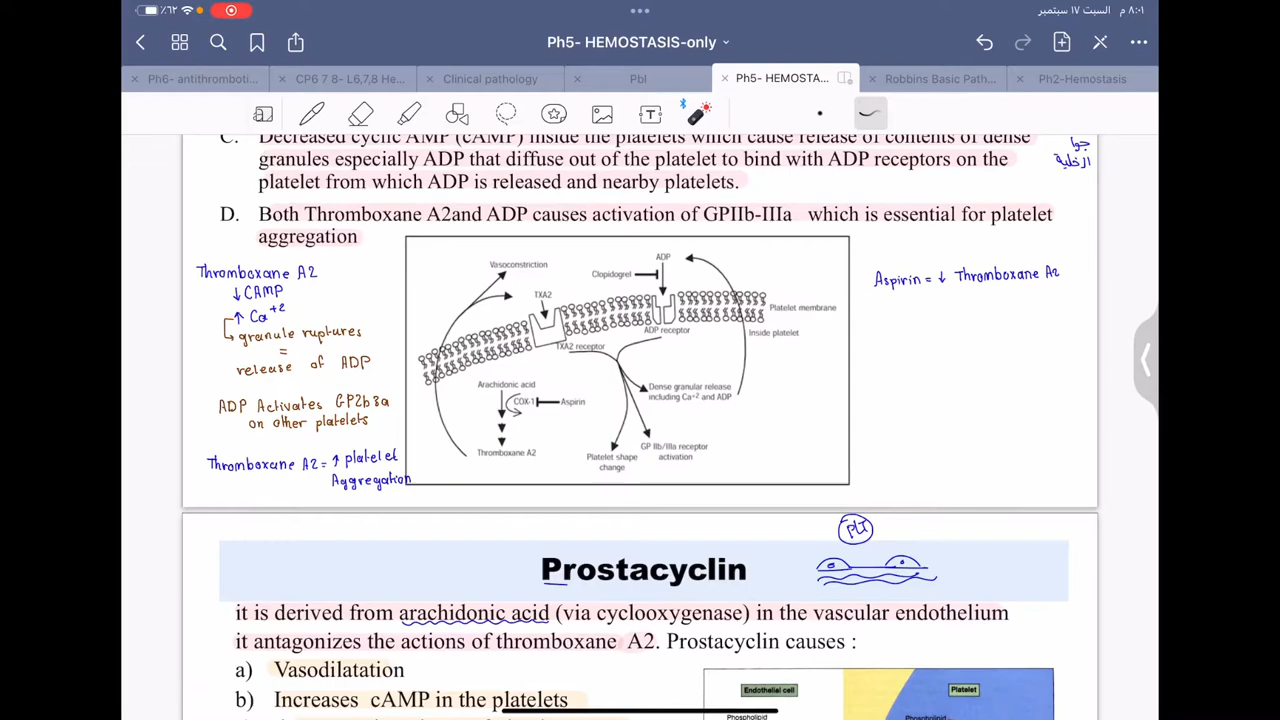 ٨:٠١ م السبت ١٧ سبتمبر
٪٦٢
Ph5- HEMOSTASIS-only
Ph6- antithromboti...
CP6 7 8- L6,7,8 He...
Clinical pathology
Pbl
Ph5- HEMOSTA...
Robbins Basic Path...
Ph2-Hemostasis
C. Decreased cyclic AMP (cAMP) inside the platelets which cause release of contents of dense
granules especially ADP that diffuse out of the platelet to bind with ADP receptors on the
platelet from which ADP is released and nearby platelets.
جوا
الخلية
D. Both Thromboxane A2and ADP causes activation of GPIIb-IIIa which is essential for platelet
aggregation
Thromboxane A2
↓ CAMP
↑ Ca+2
granule ruptures
=
release of ADP
ADP Activates GP2b3a
on other platelets
Thromboxane A2 = ↑ platelet
Aggregation
Vasoconstriction
ADP
Clopidogrel
TXA2
Platelet membrane
ADP receptor
Inside platelet
TXA2 receptor
Arachidonic acid
COX-1
Aspirin
Dense granular release
including Ca+2 and ADP
Thromboxane A2
GP IIb/IIIa receptor
activation
Platelet shape
change
Aspirin = ↓ Thromboxane A2
PLT
Prostacyclin
it is derived from arachidonic acid (via cyclooxygenase) in the vascular endothelium
it antagonizes the actions of thromboxane A2. Prostacyclin causes :
a) Vasodilatation
b) Increases cAMP in the platelets
Endothelial cell
Platelet
Phospholipid
Phospholipid